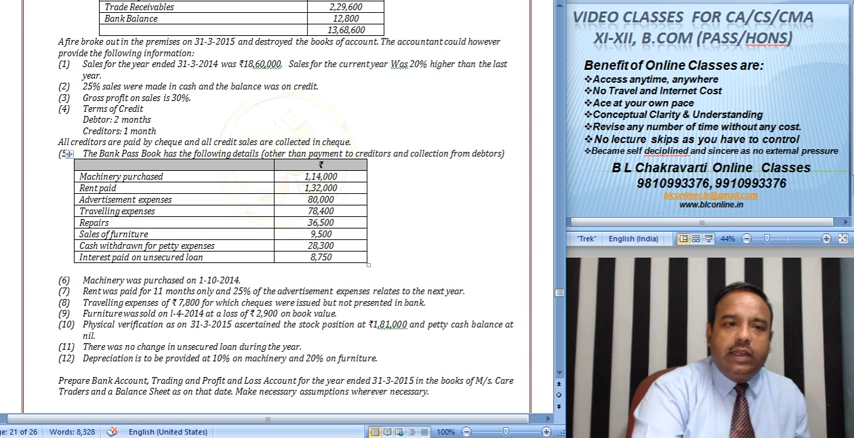 Trade Receivables 2,29,600
Bank Balance 12,800
13,68,600
A fire broke out in the premises on 31-3-2015 and destroyed the books of account. The accountant could however
provide the following information:
(1) Sales for the year ended 31-3-2014 was ₹18,60,000, Sales for the current year Was 20% higher than the last
year.
(2) 25% sales were made in cash and the balance was on credit.
(3) Gross profit on sales is 30%.
(4) Terms of Credit
Debtor: 2 months
Creditors: 1 month
All creditors are paid by cheque and all credit sales are collected in cheque.
(5) The Bank Pass Book has the following details (other than payment to creditors and collection from debtors)
₹
Machinery purchased 1,14,000
Rent paid 1,32,000
Advertisement expenses 80,000
Travelling expenses 78,400
Repairs 36,500
Sales of furniture 9,500
Cash withdrawn for petty expenses 28,300
Interest paid on unsecured loan 8,750
(6) Machinery was purchased on 1-10-2014.
(7) Rent was paid for 11 months only and 25% of the advertisement expenses relates to the next year.
(8) Travelling expenses of ₹ 7,800 for which cheques were issued but not presented in bank.
(9) Furniture was sold on l-4-2014 at a loss of ₹ 2,900 on book value.
(10) Physical verification as on 31-3-2015 ascertained the stock position at ₹1,81,000 and petty cash balance at
nil.
(11) There was no change in unsecured loan during the year.
(12) Depreciation is to be provided at 10% on machinery and 20% on furniture.
Prepare Bank Account, Trading and Profit and Loss Account for the year ended 31-3-2015 in the books of M/s. Care
Traders and a Balance Sheet as on that date. Make necessary assumptions wherever necessary.
ge: 21 of 26 Words: 8,328 English (United States) 100%
VIDEO CLASSES FOR CA/CS/CMA
XI-XII, B.COM (PASS/HONS)
Benefit of Online Classes are:
❖Access anytime, anywhere
❖No Travel and Internet Cost
❖Ace at your own pace
❖Conceptual Clarity & Understanding
❖Revise any number of time without any cost.
❖No lecture skips as you have to control
❖Became self deciplined and sincere as no external pressure
B L Chakravarti Online Classes
9810993376, 9910993376
www.blconline.in
"Trek" English (India) 44%